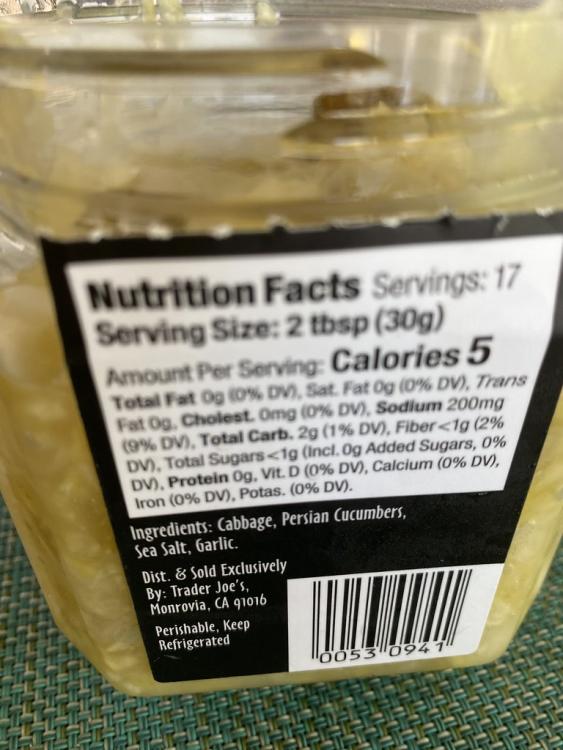 Nutrition Facts Servings: 17
Serving Size: 2 tbsp (30g)
Amount Per Serving: Calories 5
Total Fat 0g (0% DV), Sat. Fat 0g (0% DV), Trans
Fat 0g, Cholest. 0mg (0% DV), Sodium 200mg
(9% DV), Total Carb. 2g (1% DV), Fiber <1g (2%
DV), Total Sugars <1g (Incl. 0g Added Sugars, 0%
DV), Protein 0g, Vit. D (0% DV), Calcium (0% DV),
Iron (0% DV), Potas. (0% DV).
Ingredients: Cabbage, Persian Cucumbers,
Sea Salt, Garlic.
Dist. & Sold Exclusively
By: Trader Joe's,
Monrovia, CA 91016
Perishable, Keep
Refrigerated
0053 0941